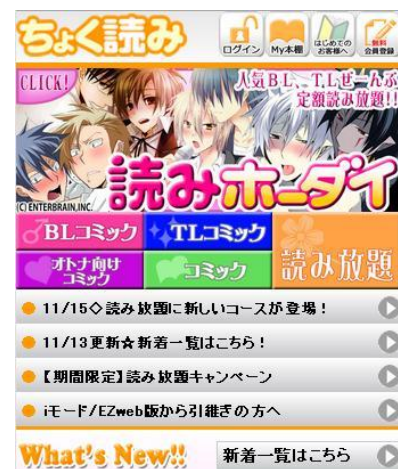 ちょく読み
ログイン
My本棚
はじめての
お客様へ
無料
会員登録
CLICK!
人気BL、TLぜーんぶ
定額読み放題!!
読みホーダイ
(C) ENTERBRAIN,INC.
BLコミック
TLコミック
オトナ向け
コミック
コミック
読み放題
11/15◇読み放題に新しいコースが登場!
11/13更新☆新着一覧はこちら!
【期間限定】読み放題キャンペーン
iモード/EZweb版から引継ぎの方へ
What's New!!
新着一覧はこちら